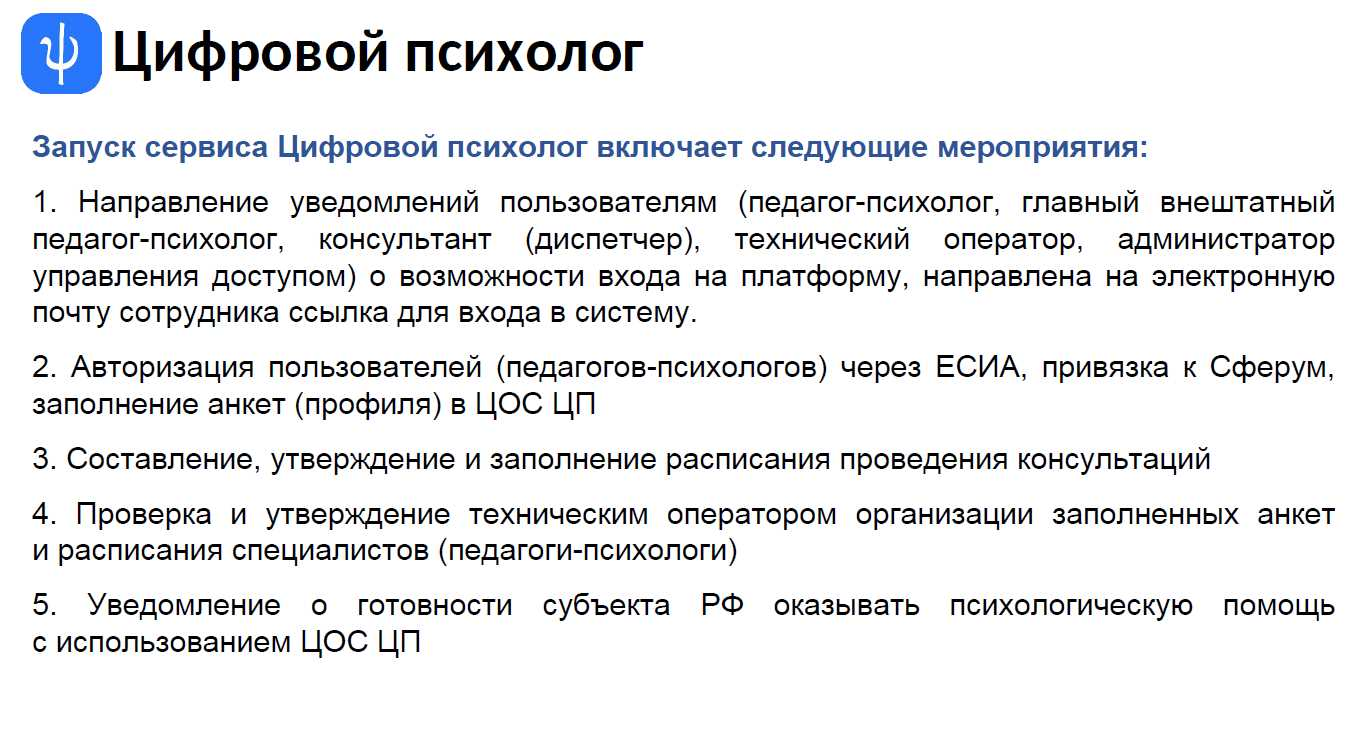 ψ Цифровой психолог
Запуск сервиса Цифровой психолог включает следующие мероприятия:
1. Направление уведомлений пользователям (педагог-психолог, главный внештатный
педагог-психолог, консультант (диспетчер), технический оператор, администратор
управления доступом) о возможности входа на платформу, направлена на электронную
почту сотрудника ссылка для входа в систему.
2. Авторизация пользователей (педагогов-психологов) через ЕСИА, привязка к Сферум,
заполнение анкет (профиля) в ЦОС ЦП
3. Составление, утверждение и заполнение расписания проведения консультаций
4. Проверка и утверждение техническим оператором организации заполненных анкет
и расписания специалистов (педагоги-психологи)
5. Уведомление о готовности субъекта РФ оказывать психологическую помощь
с использованием ЦОС ЦП